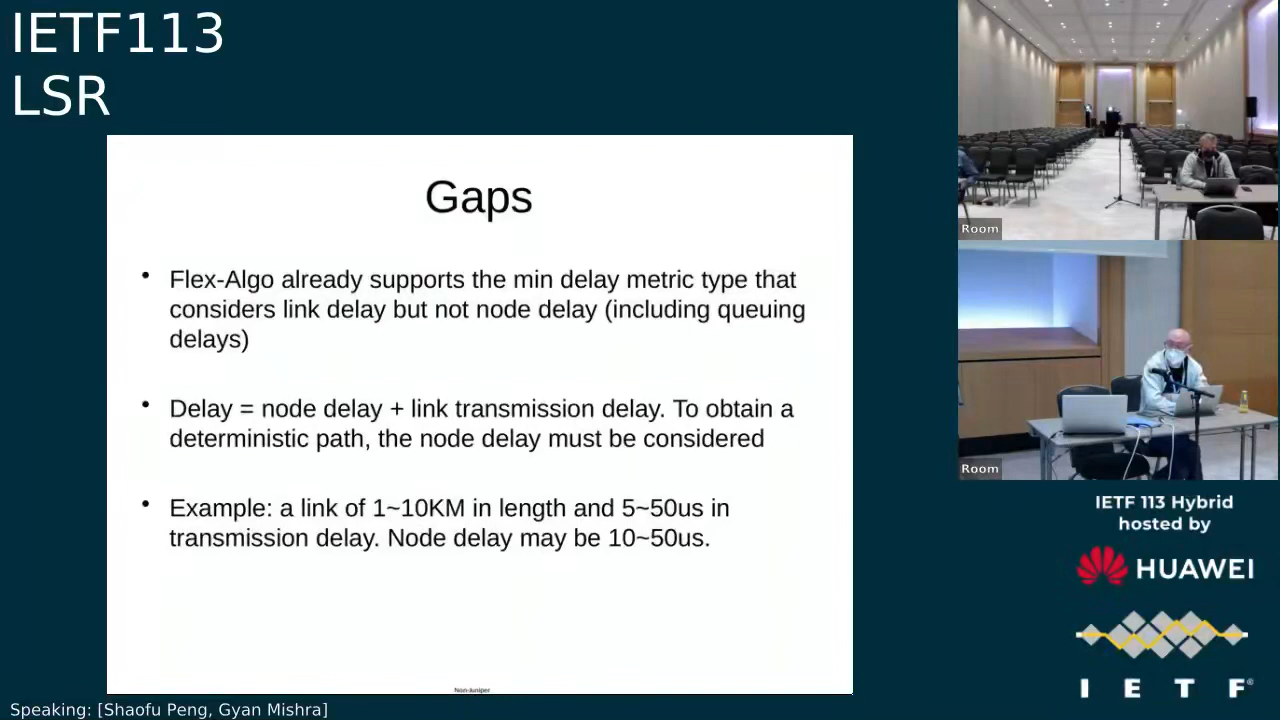 IETF113
LSR
Gaps
• Flex-Algo already supports the min delay metric type that
considers link delay but not node delay (including queuing
delays)
• Delay = node delay + link transmission delay. To obtain a
deterministic path, the node delay must be considered
• Example: a link of 1~10KM in length and 5~50us in
transmission delay. Node delay may be 10~50us.
Non-Juniper
Room
Room
IETF 113 Hybrid
hosted by
HUAWEI
I E T F®
Speaking: [Shaofu Peng, Gyan Mishra]